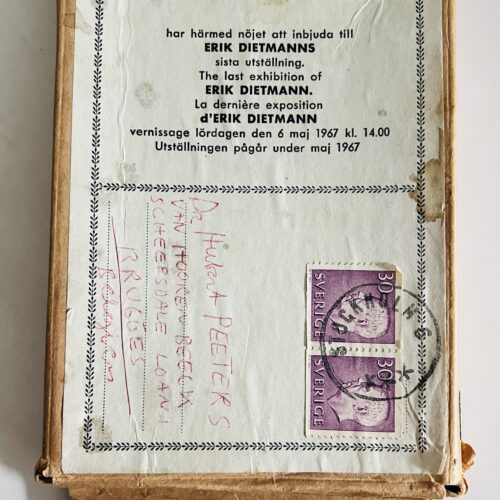 har härmed nöjet att inbjuda till
ERIK DIETMANNS
sista utställning.
The last exhibition of
ERIK DIETMANN.
La dernière exposition
d'ERIK DIETMANN
vernissage lördagen den 6 maj 1967 kl. 14.00
Utställningen pågår under maj 1967
Dr. Hubert PEETERS
VAN HOORENBEECK
SCHEEPSDALE LOAN 1
BRUGGES
Belgium
30 SVERIGE
30 SVERIGE
STOCKHOLM 6